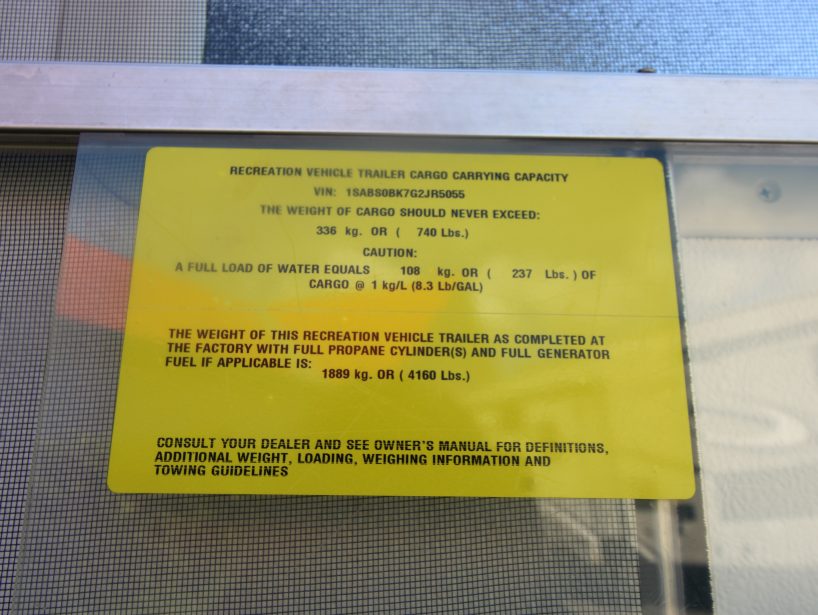 RECREATION VEHICLE TRAILER CARGO CARRYING CAPACITY
VIN: 1SABS0BK7G2JR5055
THE WEIGHT OF CARGO SHOULD NEVER EXCEED:
336 kg. OR ( 740 Lbs.)
CAUTION:
A FULL LOAD OF WATER EQUALS 108 kg. OR ( 237 Lbs. ) OF
CARGO @ 1 kg/L (8.3 Lb/GAL)
THE WEIGHT OF THIS RECREATION VEHICLE TRAILER AS COMPLETED AT
THE FACTORY WITH FULL PROPANE CYLINDER(S) AND FULL GENERATOR
FUEL IF APPLICABLE IS:
1889 kg. OR ( 4160 Lbs.)
CONSULT YOUR DEALER AND SEE OWNER'S MANUAL FOR DEFINITIONS,
ADDITIONAL WEIGHT, LOADING, WEIGHING INFORMATION AND
TOWING GUIDELINES